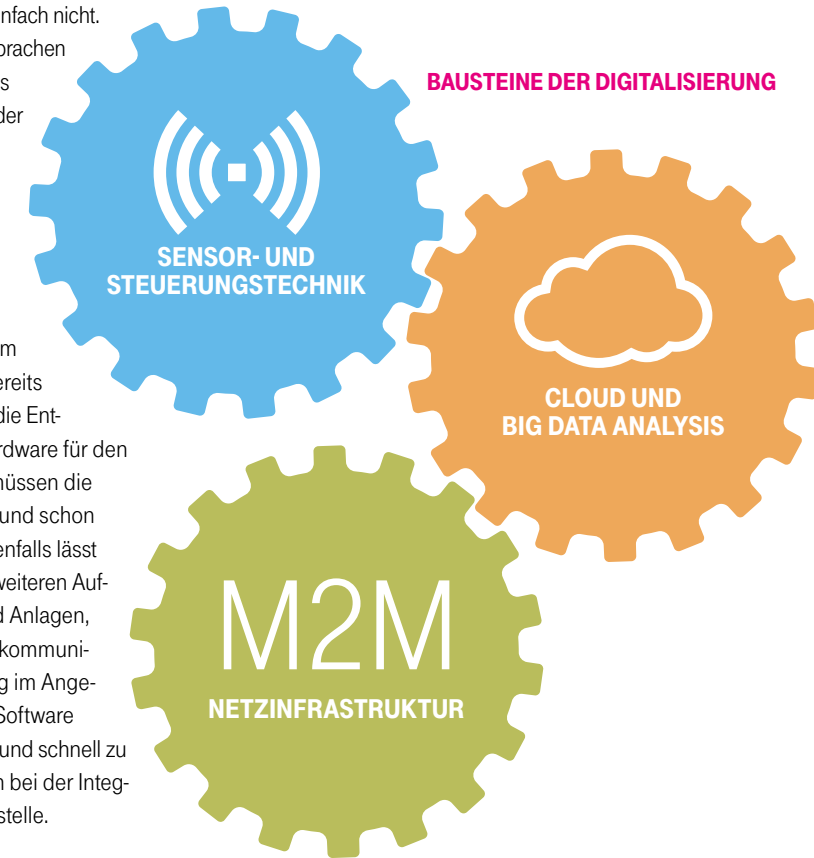 nfach nicht.
prachen
s
der
m
ereits
die Ent-
rdware für den
müssen die
und schon
enfalls lässt
weiteren Auf-
d Anlagen,
kommuni-
g im Ange-
Software
und schnell zu
n bei der Integ-
stelle.
BAUSTEINE DER DIGITALISIERUNG
SENSOR- UND
STEUERUNGSTECHNIK
CLOUD UND
BIG DATA ANALYSIS
M2M
NETZINFRASTRUKTUR